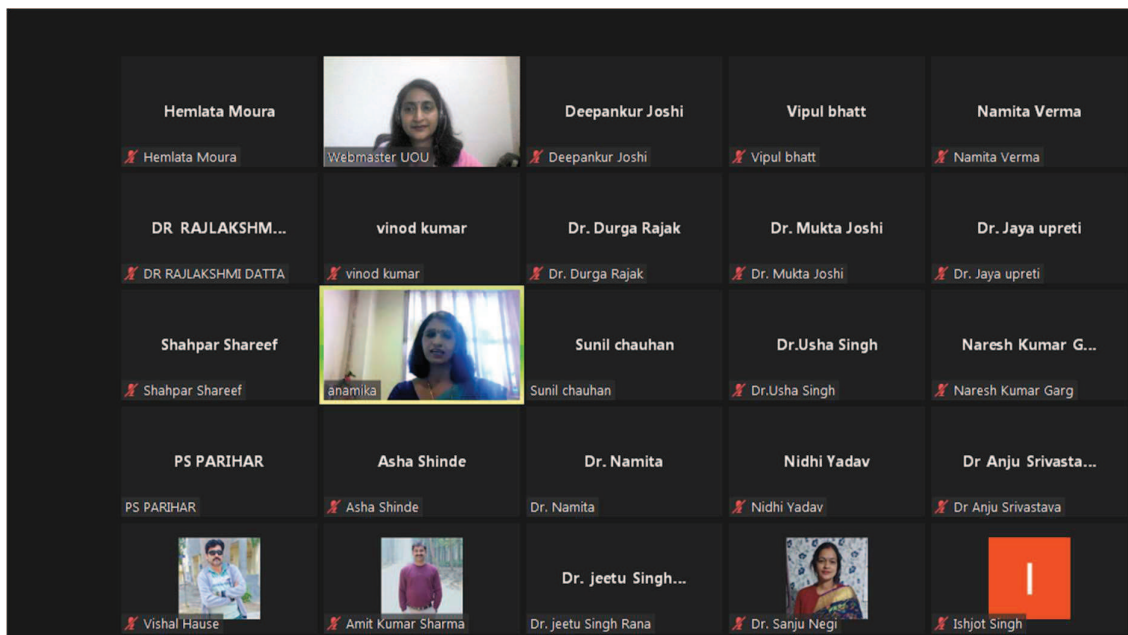 Hemlata Moura
Deepankur Joshi
Vipul bhatt
Namita Verma
Hemlata Moura
Webmaster UOU
Deepankur Joshi
Vipul bhatt
Namita Verma
DR RAJLAKSHM...
vinod kumar
Dr. Durga Rajak
Dr. Mukta Joshi
Dr. Jaya upreti
DR RAJLAKSHMI DATTA
vinod kumar
Dr. Durga Rajak
Dr. Mukta Joshi
Dr. Jaya upreti
Shahpar Shareef
Sunil chauhan
Dr.Usha Singh
Naresh Kumar G...
Shahpar Shareef
anamika
Sunil chauhan
Dr.Usha Singh
Naresh Kumar Garg
PS PARIHAR
Asha Shinde
Dr. Namita
Nidhi Yadav
Dr Anju Srivasta...
PS PARIHAR
Asha Shinde
Dr. Namita
Nidhi Yadav
Dr Anju Srivastava
Dr. jeetu Singh...
I
Vishal Hause
Amit Kumar Sharma
Dr. jeetu Singh Rana
Dr. Sanju Negi
Ishjot Singh